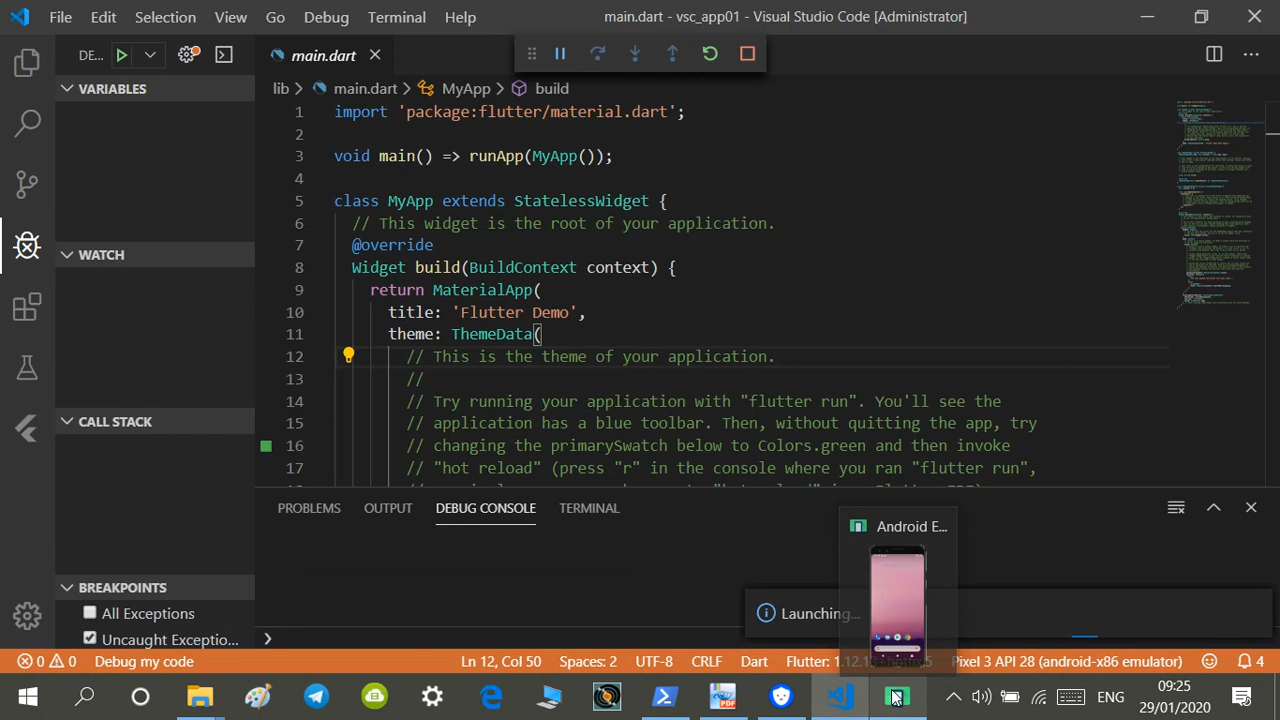 File Edit Selection View Go Debug Terminal Help main.dart - vsc_app01 - Visual Studio Code [Administrator]
DE... main.dart
lib > main.dart > MyApp > build
VARIABLES
WATCH
CALL STACK
BREAKPOINTS
All Exceptions
Uncaught Exceptio...
1 import 'package:flutter/material.dart';
2
3 void main() => runApp(MyApp());
4
5 class MyApp extends StatelessWidget {
6 // This widget is the root of your application.
7 @override
8 Widget build(BuildContext context) {
9 return MaterialApp(
10 title: 'Flutter Demo',
11 theme: ThemeData(
12 // This is the theme of your application.
13 //
14 // Try running your application with "flutter run". You'll see the
15 // application has a blue toolbar. Then, without quitting the app, try
16 // changing the primarySwatch below to Colors.green and then invoke
17 // "hot reload" (press "r" in the console where you ran "flutter run",
PROBLEMS OUTPUT DEBUG CONSOLE TERMINAL
Android E...
Launching...
0 0 Debug my code Ln 12, Col 50 Spaces: 2 UTF-8 CRLF Dart Flutter: 1.12.1 Pixel 3 API 28 (android-x86 emulator) 4
ENG
09:25
29/01/2020